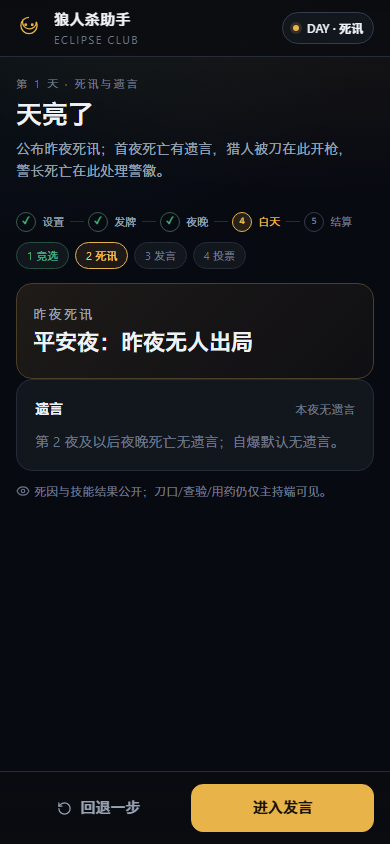 狼人杀助手
ECLIPSE CLUB
DAY · 死讯
第 1 天 · 死讯与遗言
天亮了
公布昨夜死讯；首夜死亡有遗言，猎人被刀在此开枪，
警长死亡在此处理警徽。
设置
发牌
夜晚
4 白天
5 结算
1 竞选
2 死讯
3 发言
4 投票
昨夜死讯
平安夜：昨夜无人出局
遗言
本夜无遗言
第 2 夜及以后夜晚死亡无遗言；自爆默认无遗言。
死因与技能结果公开；刀口/查验/用药仍仅主持端可见。
回退一步
进入发言